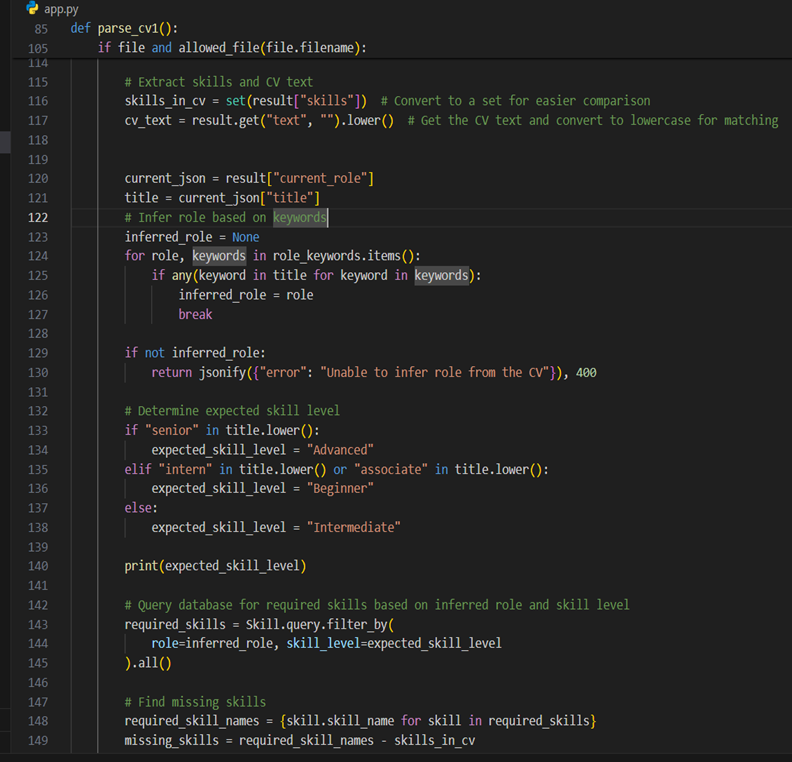 app.py
85 def parse_cv1():
105 if file and allowed_file(file.filename):
114
115 # Extract skills and CV text
116 skills_in_cv = set(result["skills"])  # Convert to a set for easier comparison
117 cv_text = result.get("text", "").lower()  # Get the CV text and convert to lowercase for matching
118
119
120 current_json = result["current_role"]
121 title = current_json["title"]
122 # Infer role based on keywords
123 inferred_role = None
124 for role, keywords in role_keywords.items():
125 if any(keyword in title for keyword in keywords):
126 inferred_role = role
127 break
128
129 if not inferred_role:
130 return jsonify({"error": "Unable to infer role from the CV"}), 400
131
132 # Determine expected skill level
133 if "senior" in title.lower():
134 expected_skill_level = "Advanced"
135 elif "intern" in title.lower() or "associate" in title.lower():
136 expected_skill_level = "Beginner"
137 else:
138 expected_skill_level = "Intermediate"
139
140 print(expected_skill_level)
141
142 # Query database for required skills based on inferred role and skill level
143 required_skills = Skill.query.filter_by(
144 role=inferred_role, skill_level=expected_skill_level
145 ).all()
146
147 # Find missing skills
148 required_skill_names = {skill.skill_name for skill in required_skills}
149 missing_skills = required_skill_names - skills_in_cv